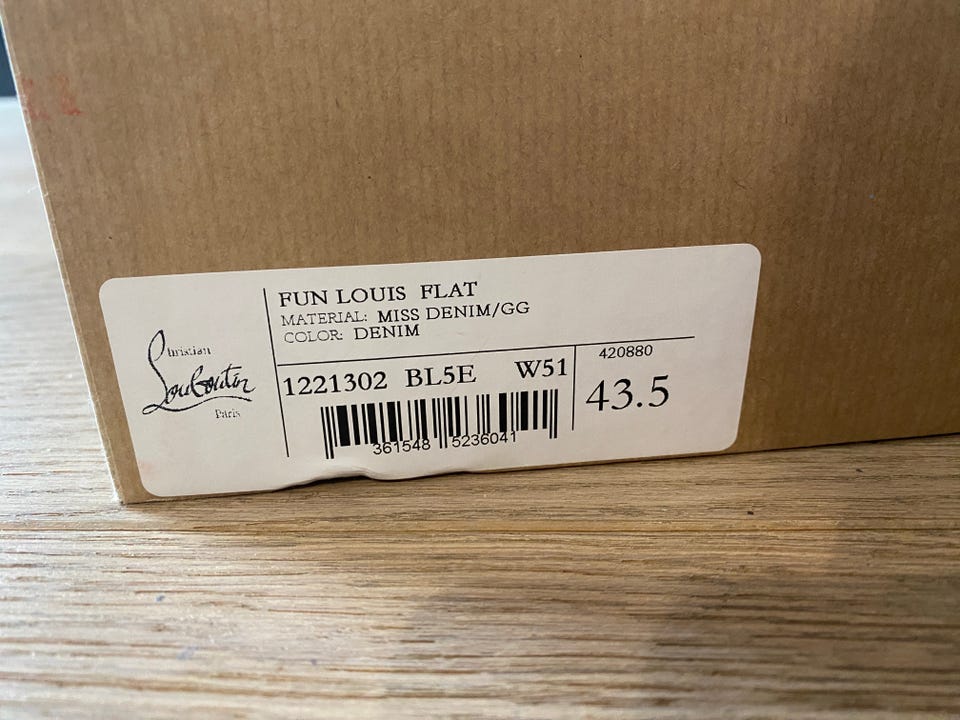 Christian
Louboutin
Paris
FUN LOUIS FLAT
MATERIAL: MISS DENIM/GG
COLOR: DENIM
1221302 BL5E W51
361548 5236041
420880
43.5